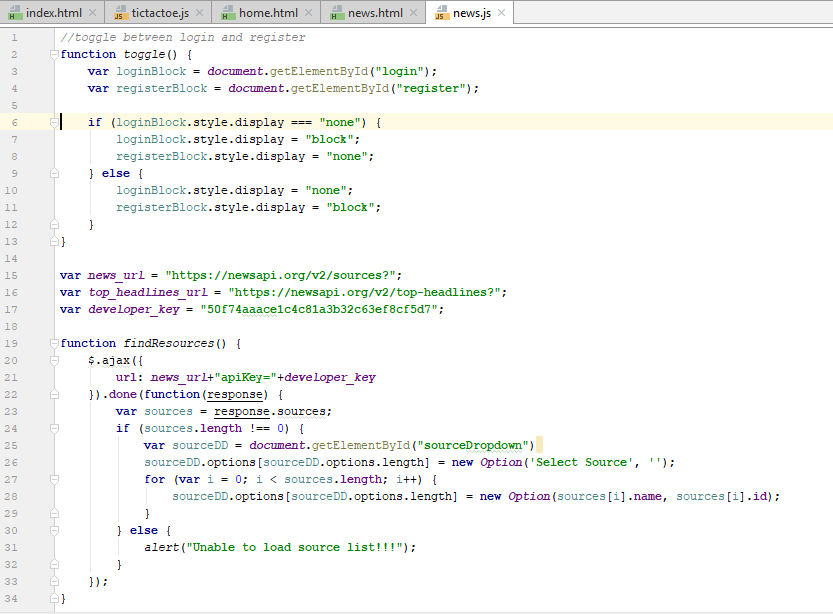 index.html tictactoe.js home.html news.html news.js
1 //toggle between login and register
2 function toggle() {
3 var loginBlock = document.getElementById("login");
4 var registerBlock = document.getElementById("register");
5
6 if (loginBlock.style.display === "none") {
7 loginBlock.style.display = "block";
8 registerBlock.style.display = "none";
9 } else {
10 loginBlock.style.display = "none";
11 registerBlock.style.display = "block";
12 }
13 }
14
15 var news_url = "https://newsapi.org/v2/sources?";
16 var top_headlines_url = "https://newsapi.org/v2/top-headlines?";
17 var developer_key = "50f74aaace1c4c81a3b32c63ef8cf5d7";
18
19 function findResources() {
20 $.ajax({
21 url: news_url+"apiKey="+developer_key
22 }).done(function(response) {
23 var sources = response.sources;
24 if (sources.length !== 0) {
25 var sourceDD = document.getElementById("sourceDropdown")
26 sourceDD.options[sourceDD.options.length] = new Option('Select Source', '');
27 for (var i = 0; i < sources.length; i++) {
28 sourceDD.options[sourceDD.options.length] = new Option(sources[i].name, sources[i].id);
29 }
30 } else {
31 alert("Unable to load source list!!!");
32 }
33 });
34 }